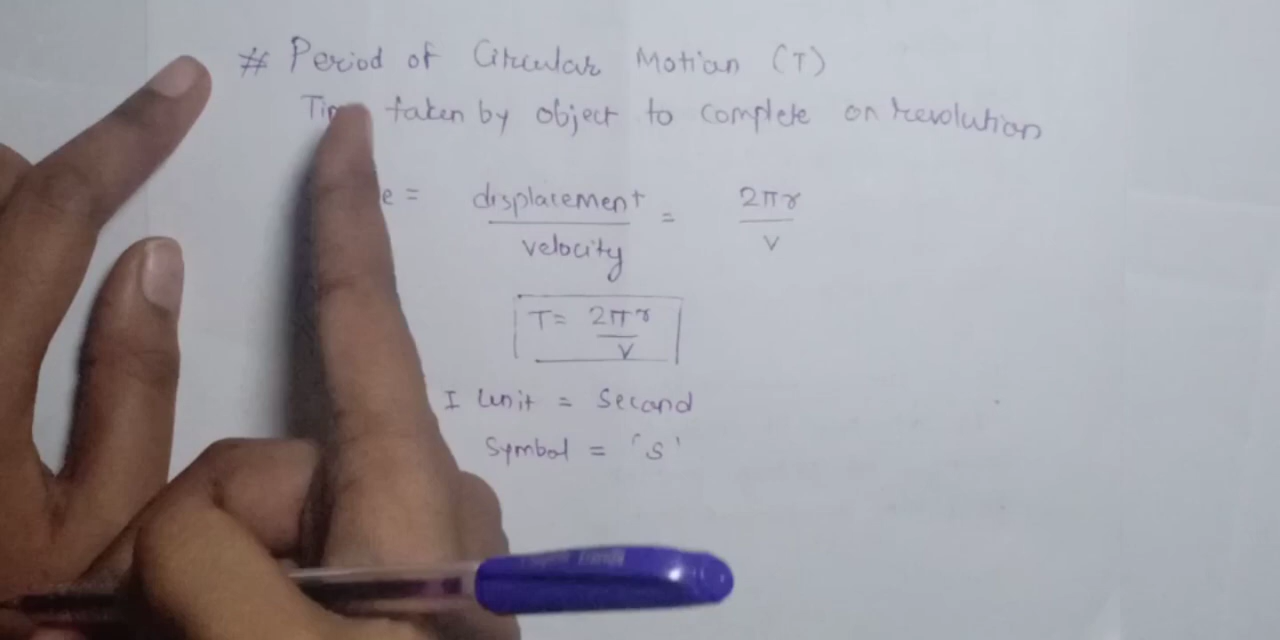 # Period of Circular Motion (T)
taken by object to complete on revolution
= displacement / velocity = 2πr / v
T = 2πr / v
I Unit = Second
Symbol = 's'